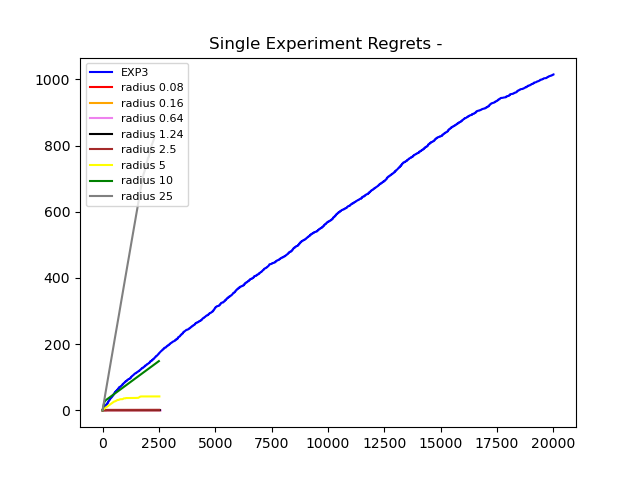 Single Experiment Regrets -
EXP3
radius 0.08
radius 0.16
radius 0.64
radius 1.24
radius 2.5
radius 5
radius 10
radius 25
1000
800
600
400
200
0
0 2500 5000 7500 10000 12500 15000 17500 20000